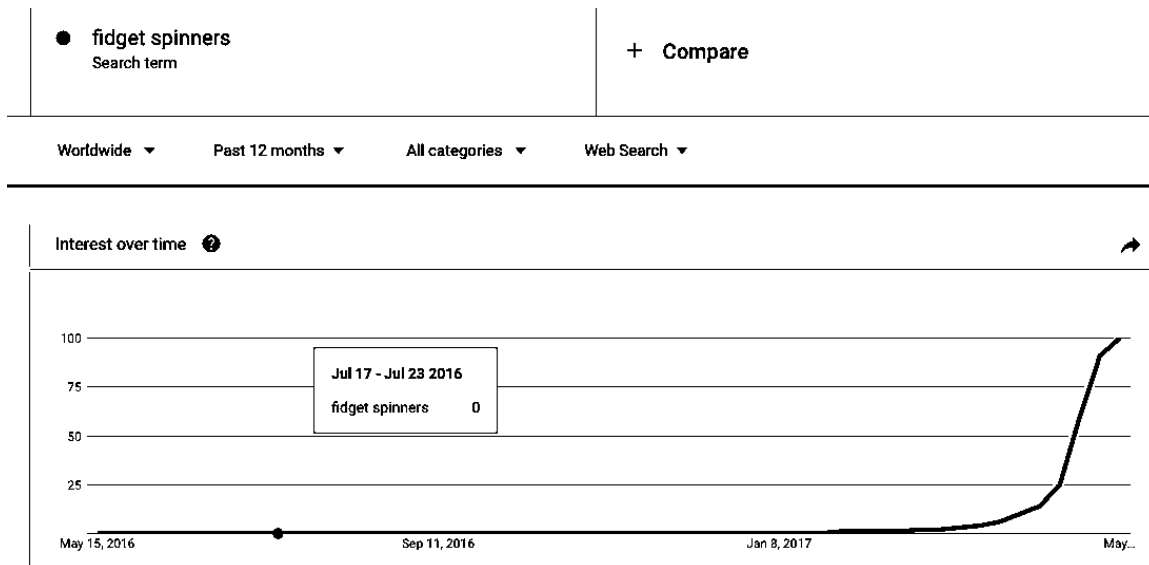 fidget spinners
Search term
+ Compare
Worldwide
Past 12 months
All categories
Web Search
Interest over time ?
100
75
50
25
Jul 17 - Jul 23 2016
fidget spinners 0
May 15, 2016
Sep 11, 2016
Jan 8, 2017
May...